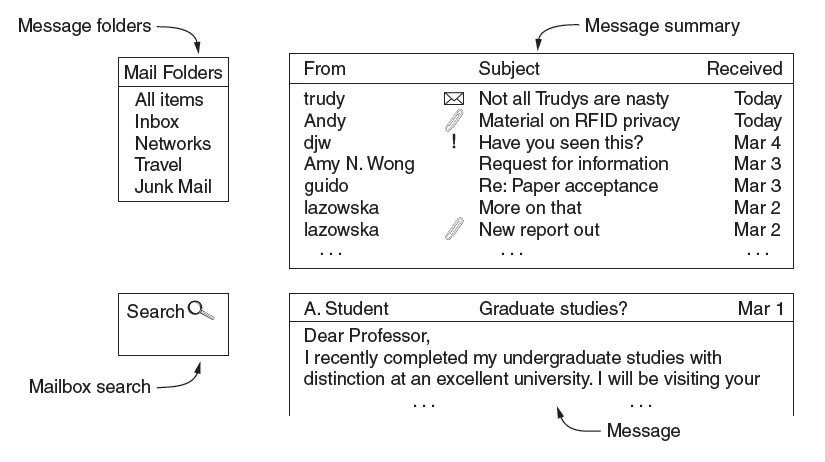 Message folders
Message summary
Mail Folders
All items
Inbox
Networks
Travel
Junk Mail
From Subject Received
trudy Not all Trudys are nasty Today
Andy Material on RFID privacy Today
djw ! Have you seen this? Mar 4
Amy N. Wong Request for information Mar 3
guido Re: Paper acceptance Mar 3
lazowska More on that Mar 2
lazowska New report out Mar 2
. . . . . . . . .
Search
Mailbox search
A. Student Graduate studies? Mar 1
Dear Professor,
I recently completed my undergraduate studies with
distinction at an excellent university. I will be visiting your
. . . . . .
Message